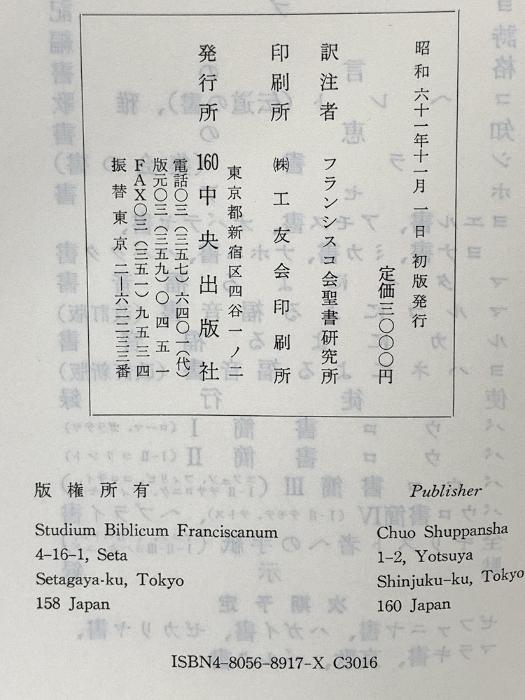 昭和六十一年十一月一日 初版発行
定価三〇〇〇円
訳注者 フランシスコ会聖書研究所
印刷所 ㈱工友会印刷所
東京都新宿区四谷一ノ二
発行所 160 中央出版社
電話〇三(三五七)六四〇一(代)
版元〇三(三五九)〇四五一
FAX〇三(三五一)九五三四
振替東京二―六二二三三番
版権所有
Studium Biblicum Franciscanum
4-16-1, Seta
Setagaya-ku, Tokyo
158 Japan
Publisher
Chuo Shuppansha
1-2, Yotsuya
Shinjuku-ku, Tokyo
160 Japan
ISBN4-8056-8917-X C3016